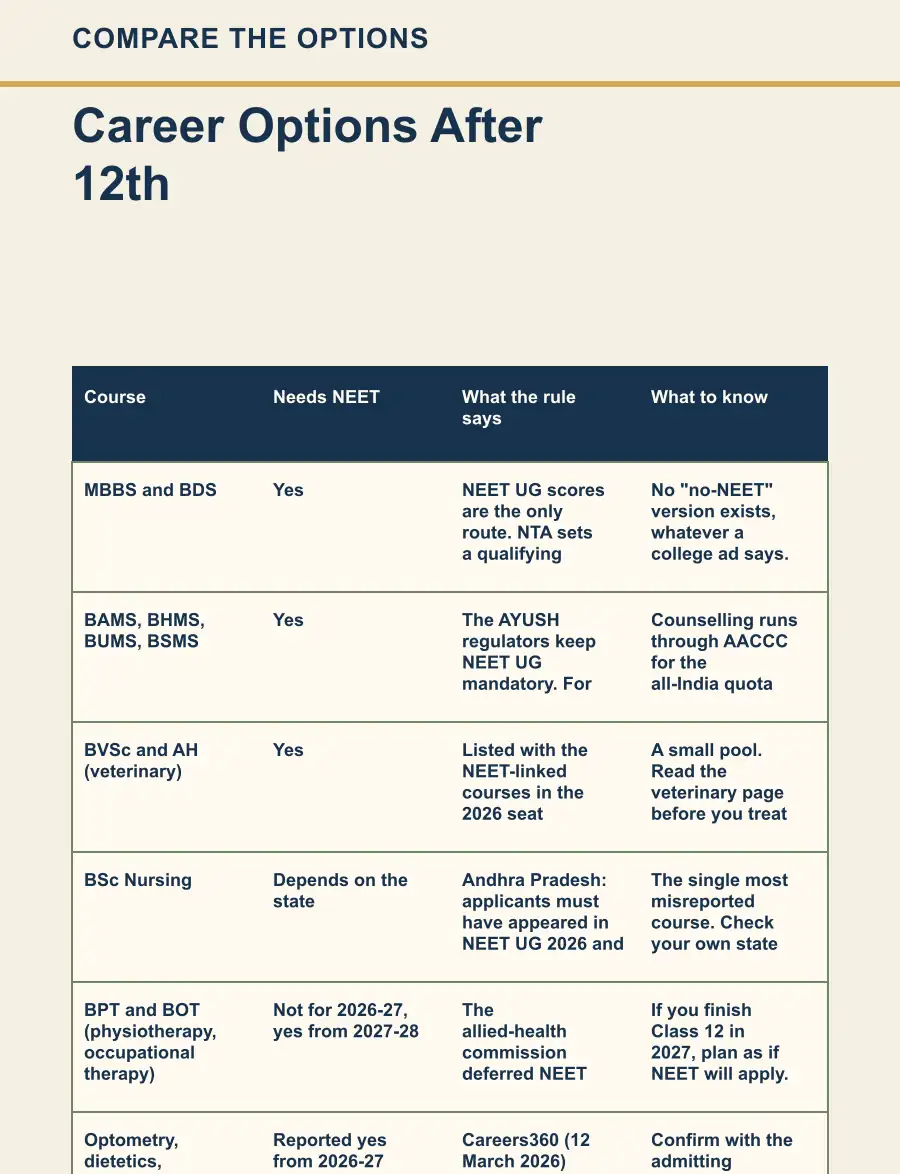 COMPARE THE OPTIONS
Career Options After
12th
Course
Needs NEET
What the rule
says
What to know
MBBS and BDS
Yes
NEET UG scores
are the only
route. NTA sets
a qualifying
No "no-NEET"
version exists,
whatever a
college ad says.
BAMS, BHMS,
BUMS, BSMS
Yes
The AYUSH
regulators keep
NEET UG
mandatory. For
Counselling runs
through AACCC
for the
all-India quota
BVSc and AH
(veterinary)
Yes
Listed with the
NEET-linked
courses in the
2026 seat
A small pool.
Read the
veterinary page
before you treat
BSc Nursing
Depends on the
state
Andhra Pradesh:
applicants must
have appeared in
NEET UG 2026 and
The single most
misreported
course. Check
your own state
BPT and BOT
(physiotherapy,
occupational
therapy)
Not for 2026-27,
yes from 2027-28
The
allied-health
commission
deferred NEET
If you finish
Class 12 in
2027, plan as if
NEET will apply.
Optometry,
dietetics,
Reported yes
from 2026-27
Careers360 (12
March 2026)
Confirm with the
admitting